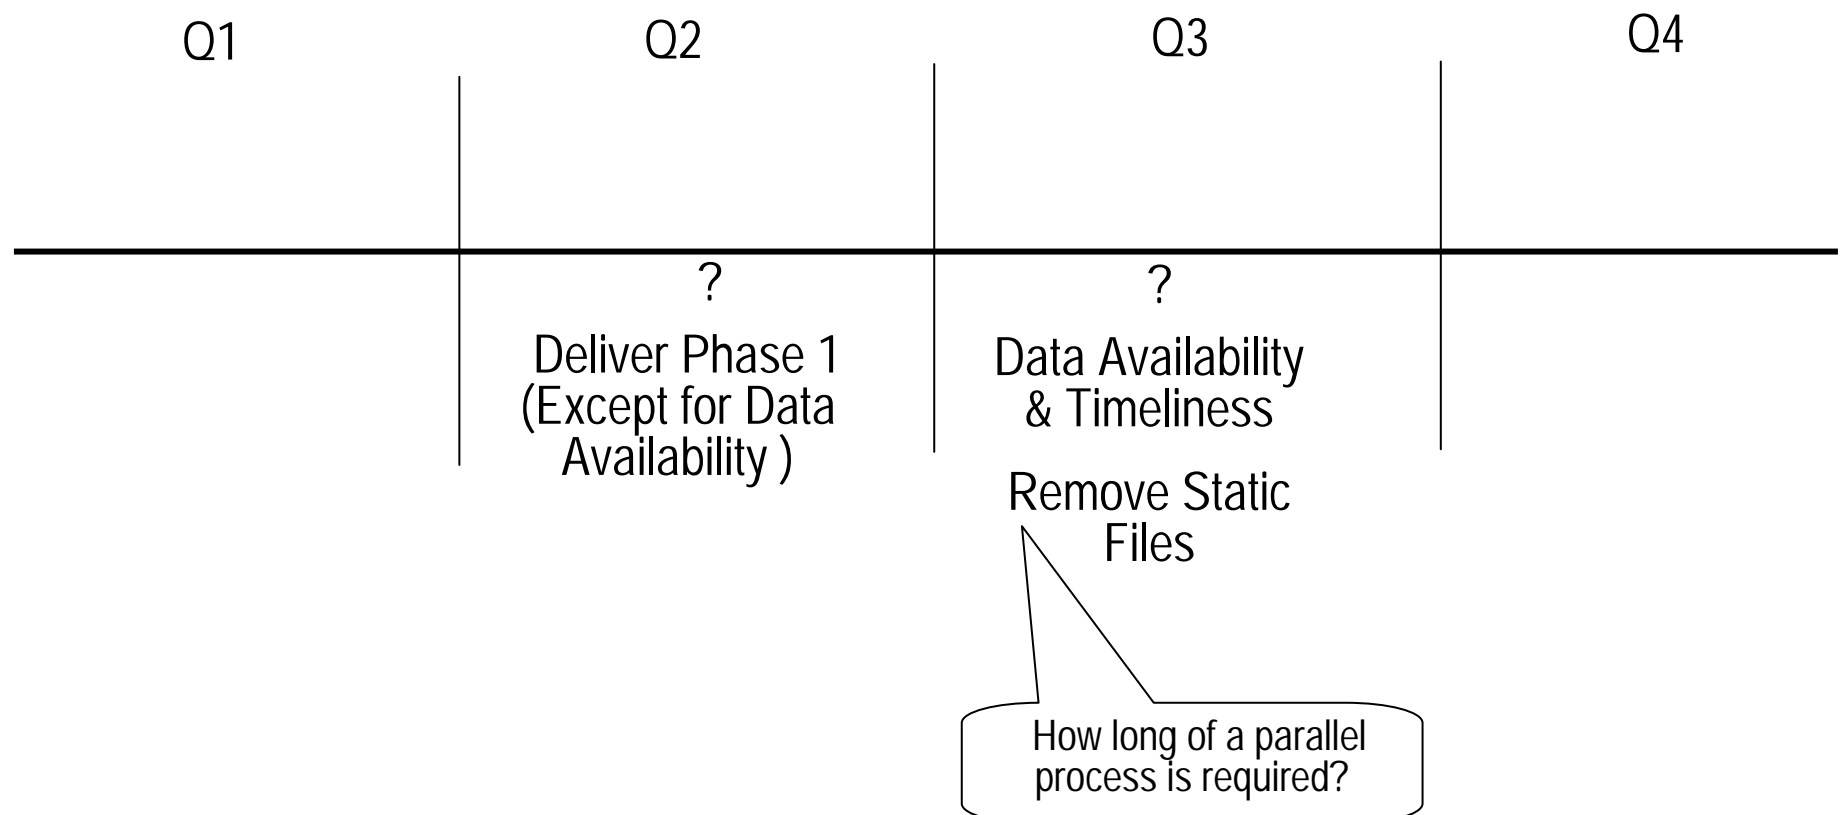 Q1
Q2
Q3
Q4
?
Deliver Phase 1
(Except for Data
Availability )
?
Data Availability
& Timeliness
Remove Static
Files
How long of a parallel
process is required?